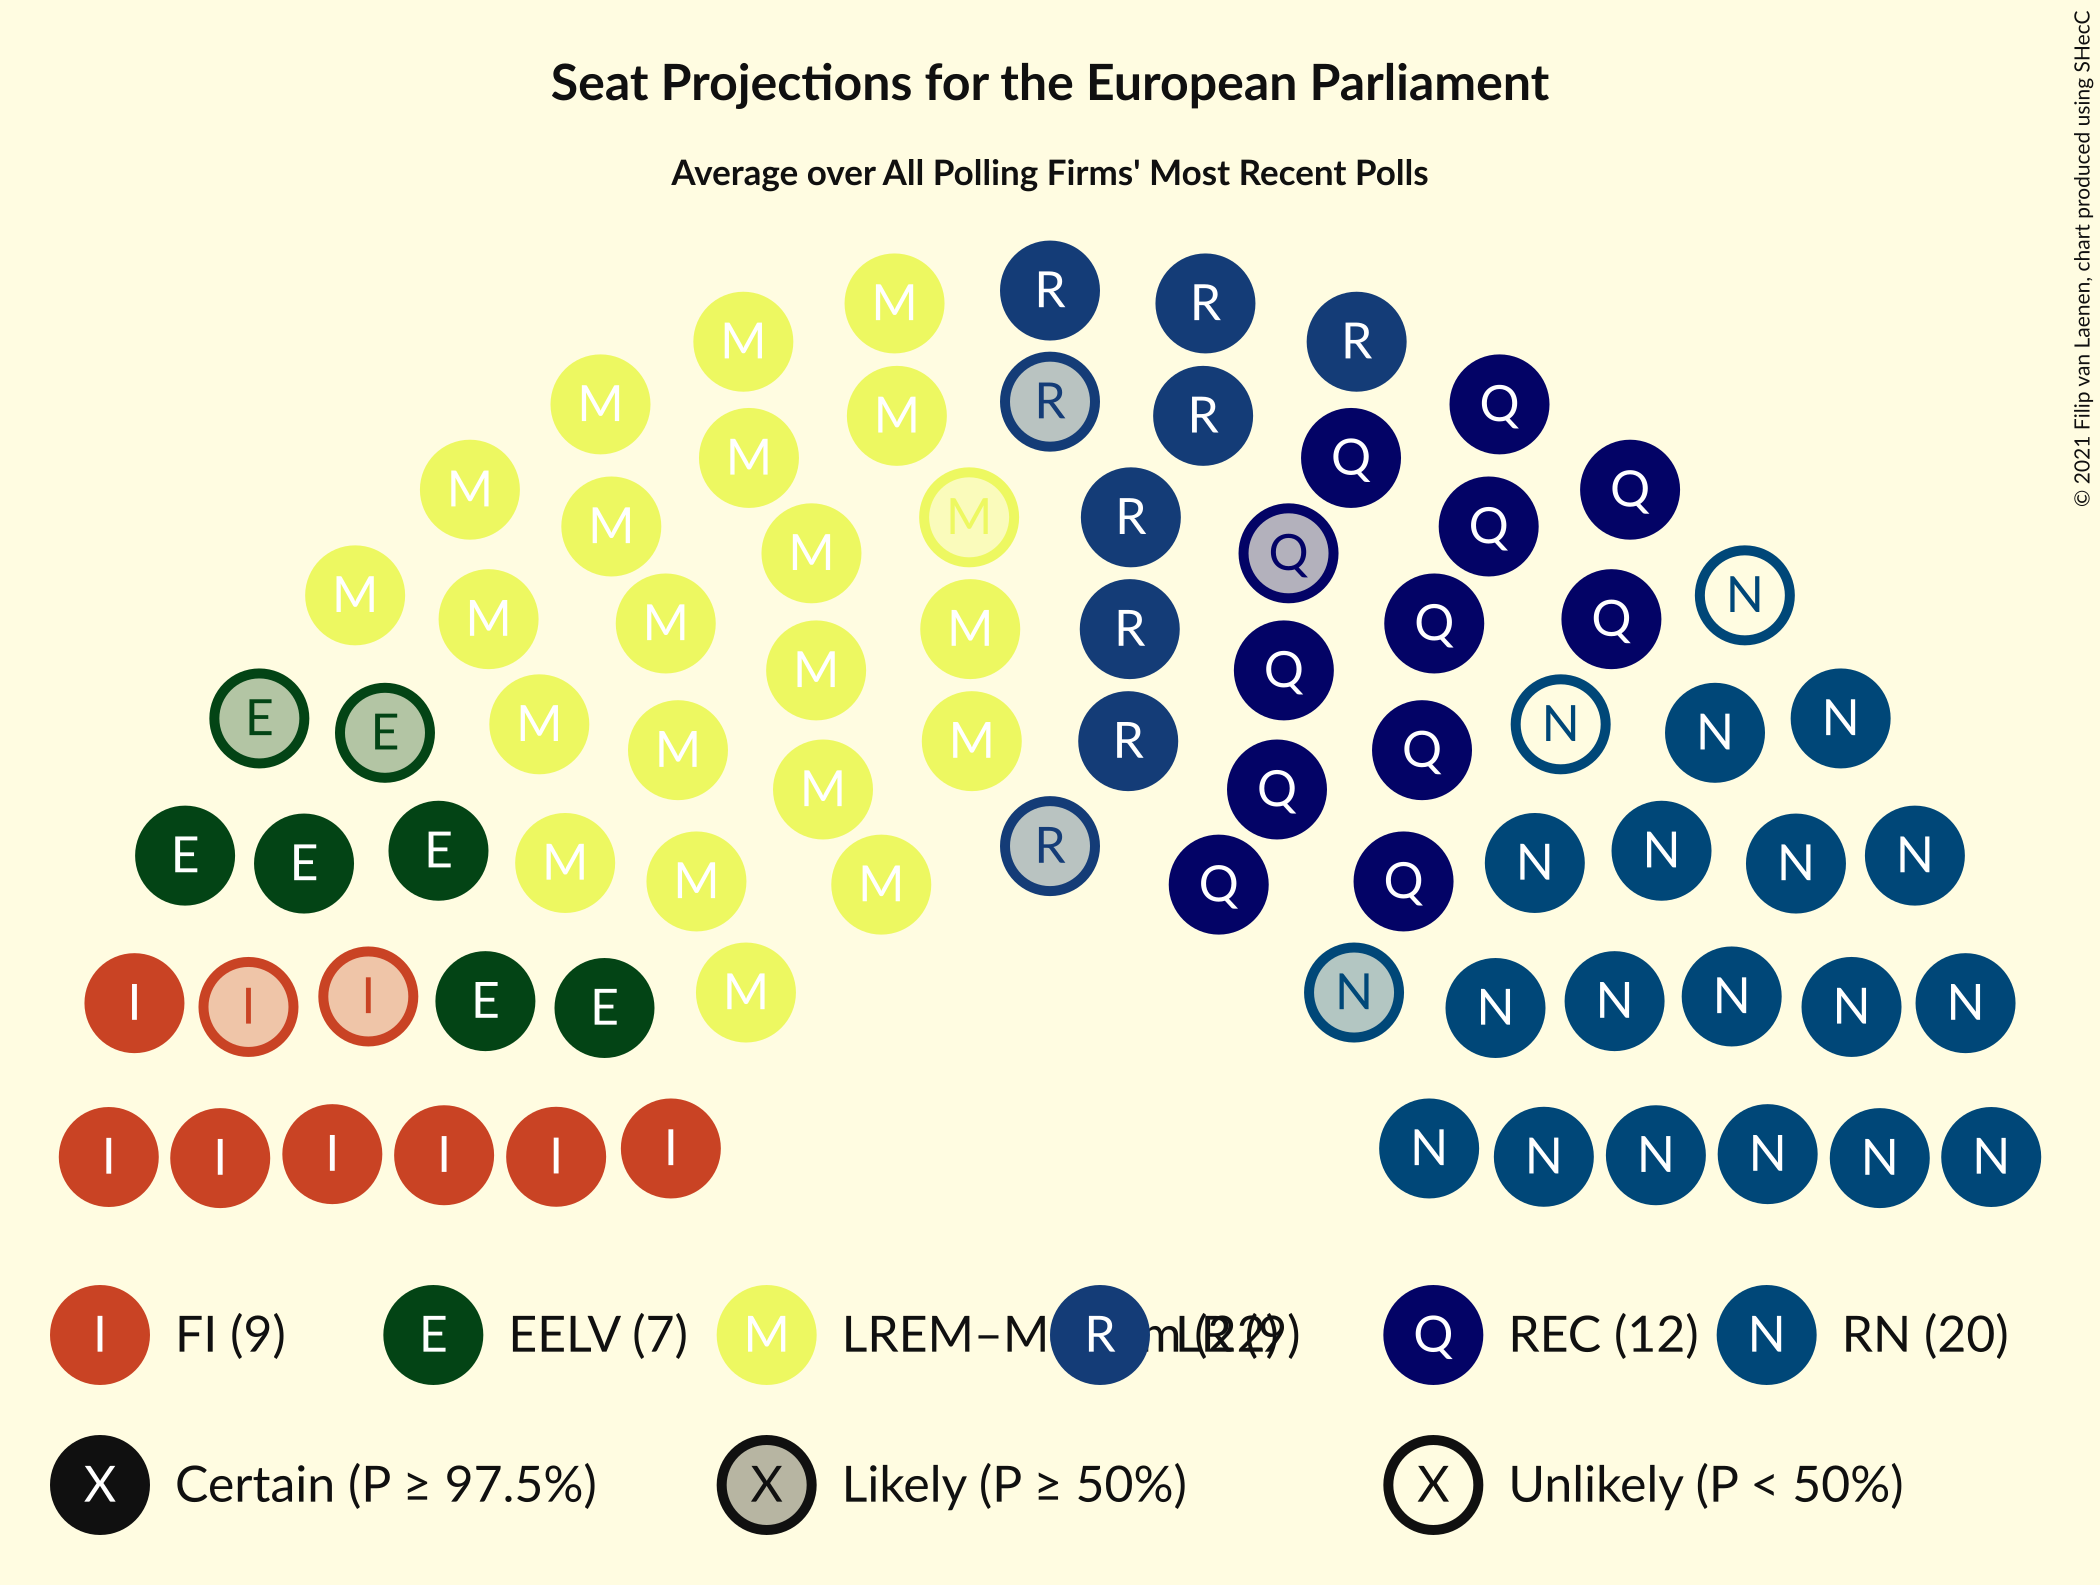 Seat Projections for the European Parliament
Average over All Polling Firms' Most Recent Polls
© 2021 Filip van Laenen, chart produced using SHecC
M R R
M R
M R R Q
M M R Q
M M M R Q Q
M M Q Q
M M M M R Q Q Q N
E E M M M M R Q Q N N N
M Q
E E E M M M R Q Q N N N N
I I I E E M N N N N N N
I I I I I I N N N N N N
I FI (9) E EELV (7) M R Q REC (12) N RN (20)
X Certain (P ≥ 97.5%) X Likely (P ≥ 50%) X Unlikely (P < 50%)